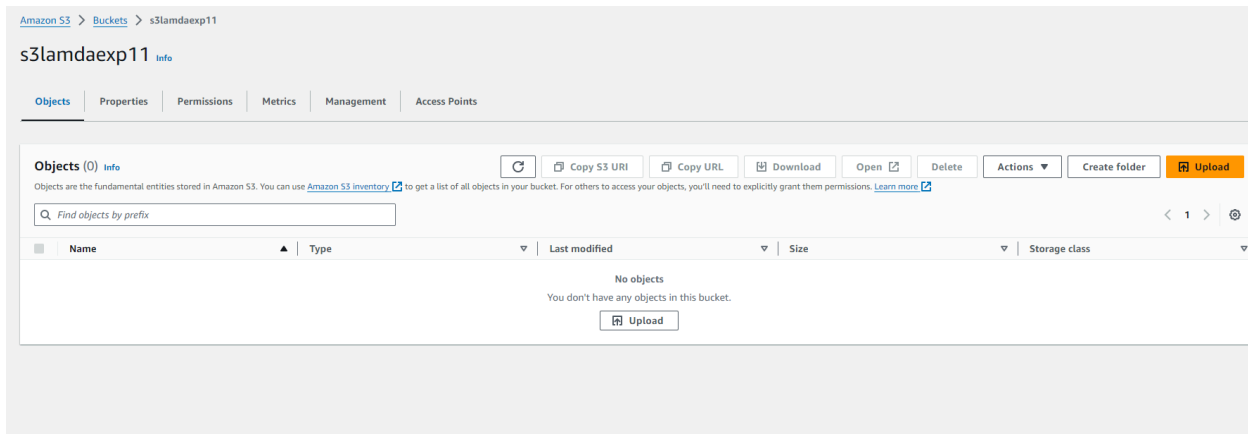 Amazon S3 > Buckets > s3lamdaexp11
s3lamdaexp11 Info
Objects Properties Permissions Metrics Management Access Points
Objects (0) Info Copy S3 URI Copy URL Download Open Delete Actions Create folder Upload
Objects are the fundamental entities stored in Amazon S3. You can use Amazon S3 inventory to get a list of all objects in your bucket. For others to access your objects, you'll need to explicitly grant them permissions. Learn more
Find objects by prefix < 1 >
Name Type Last modified Size Storage class
No objects
You don't have any objects in this bucket.
Upload